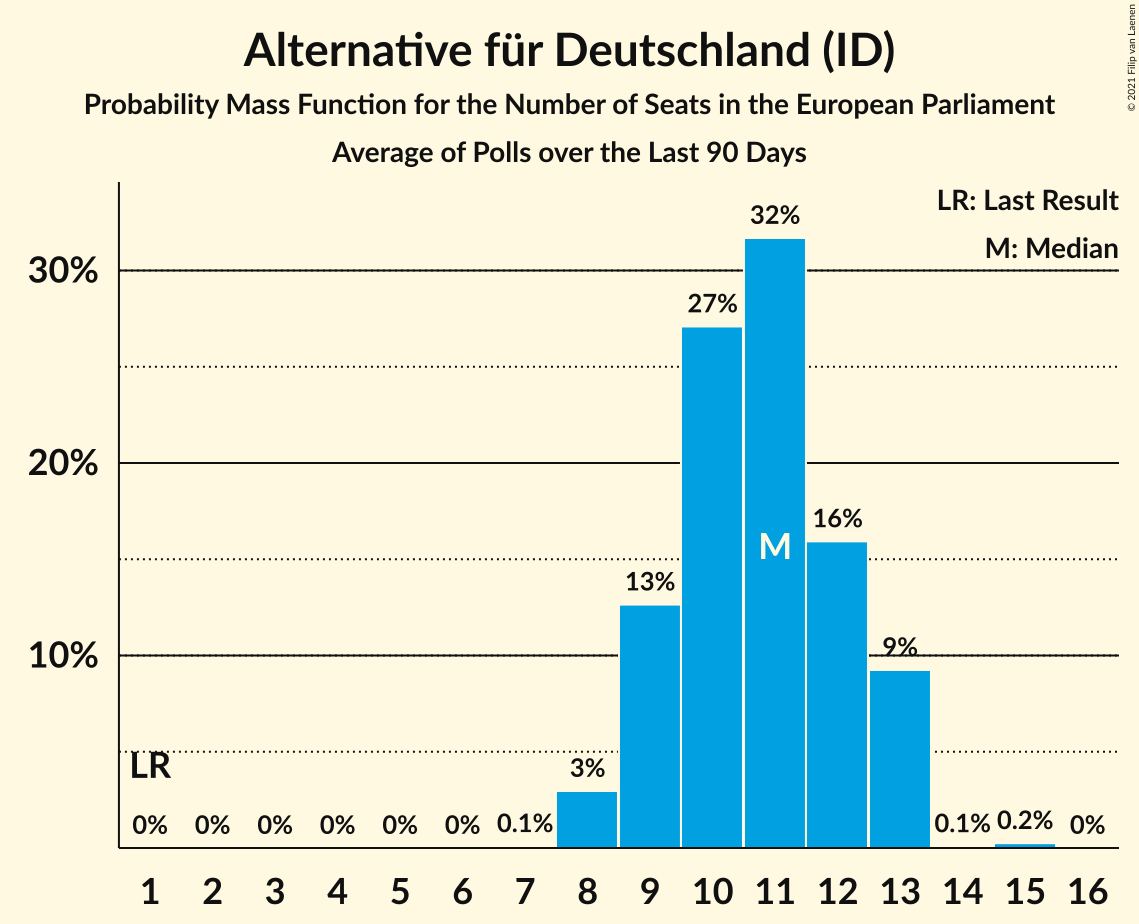 Alternative für Deutschland (ID)
Probability Mass Function for the Number of Seats in the European Parliament
Average of Polls over the Last 90 Days
© 2021 Filip van Laenen
LR: Last Result
M: Median
30%
20%
10%
LR
M
0%
0%
0%
0%
0%
0%
0.1%
3%
13%
27%
32%
16%
9%
0.1%
0.2%
0%
1 2 3 4 5 6 7 8 9 10 11 12 13 14 15 16